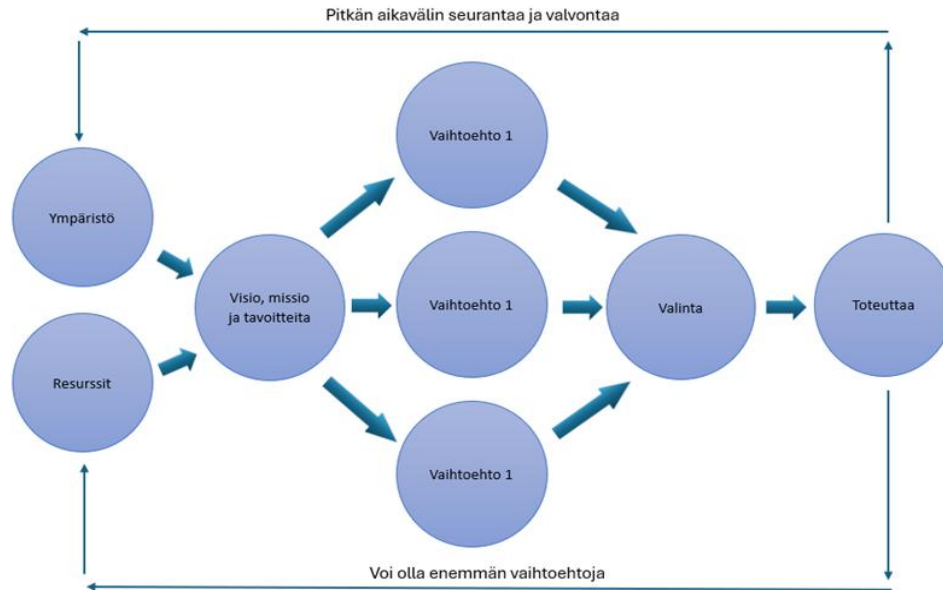 Pitkän aikavälin seurantaa ja valvontaa
Vaihtoehto 1
Ympäristö
Visio, missio
ja tavoitteita
Vaihtoehto 1
Valinta
Toteuttaa
Resurssit
Vaihtoehto 1
Voi olla enemmän vaihtoehtoja